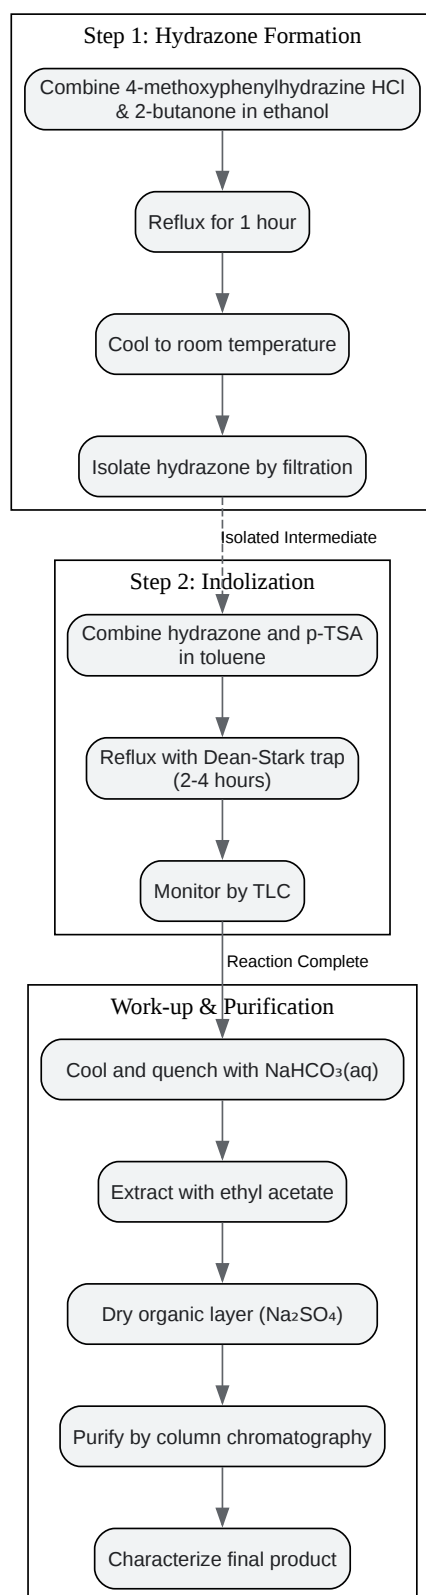 Step 1: Hydrazone Formation
Combine 4-methoxyphenylhydrazine HCl
& 2-butanone in ethanol
Reflux for 1 hour
Cool to room temperature
Isolate hydrazone by filtration
Isolated Intermediate
Step 2: Indolization
Combine hydrazone and p-TSA
in toluene
Reflux with Dean-Stark trap
(2-4 hours)
Monitor by TLC
Reaction Complete
Work-up & Purification
Cool and quench with NaHCO₃(aq)
Extract with ethyl acetate
Dry organic layer (Na₂SO₄)
Purify by column chromatography
Characterize final product